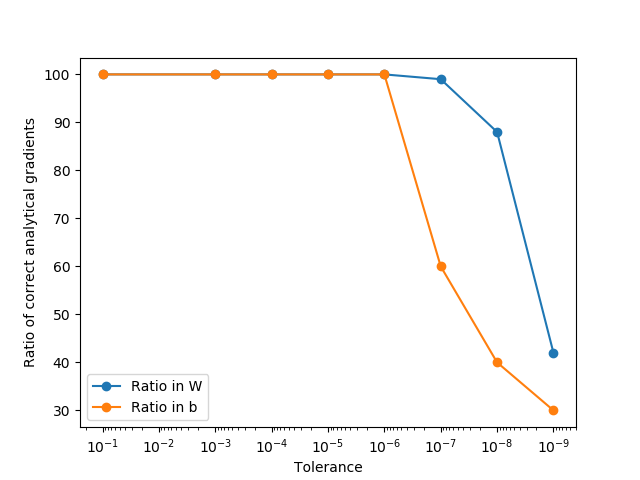 100
90
80
70
60
50
40
30
Ratio of correct analytical gradients
Ratio in W
Ratio in b
10⁻¹ 10⁻² 10⁻³ 10⁻⁴ 10⁻⁵ 10⁻⁶ 10⁻⁷ 10⁻⁸ 10⁻⁹
Tolerance